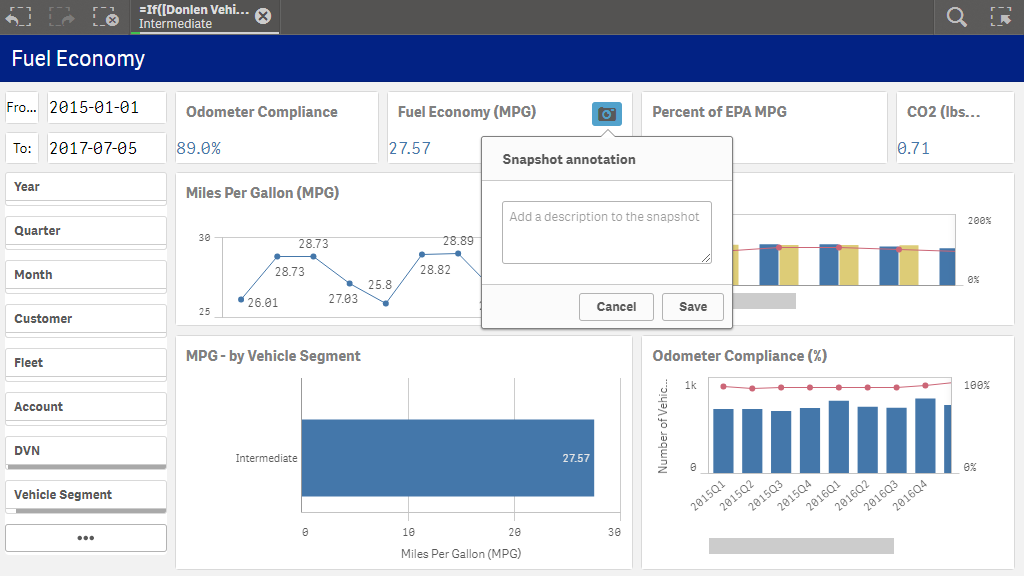 =If([Donlen Vehi...
Intermediate
Fuel Economy
Fro...
2015-01-01
To:
2017-07-05
Year
Quarter
Month
Customer
Fleet
Account
DVN
Vehicle Segment
•••
Odometer Compliance
89.0%
Fuel Economy (MPG)
27.57
Percent of EPA MPG
CO2 (lbs...
0.71
Snapshot annotation
Add a description to the snapshot
Cancel
Save
Miles Per Gallon (MPG)
30
25
26.01
28.73
28.73
27.03
25.8
28.82
28.89
200%
0%
MPG - by Vehicle Segment
Intermediate
27.57
0
10
20
30
Miles Per Gallon (MPG)
Odometer Compliance (%)
Number of Vehic...
1k
0
100%
0%
2015Q1
2015Q2
2015Q3
2015Q4
2016Q1
2016Q2
2016Q3
2016Q4